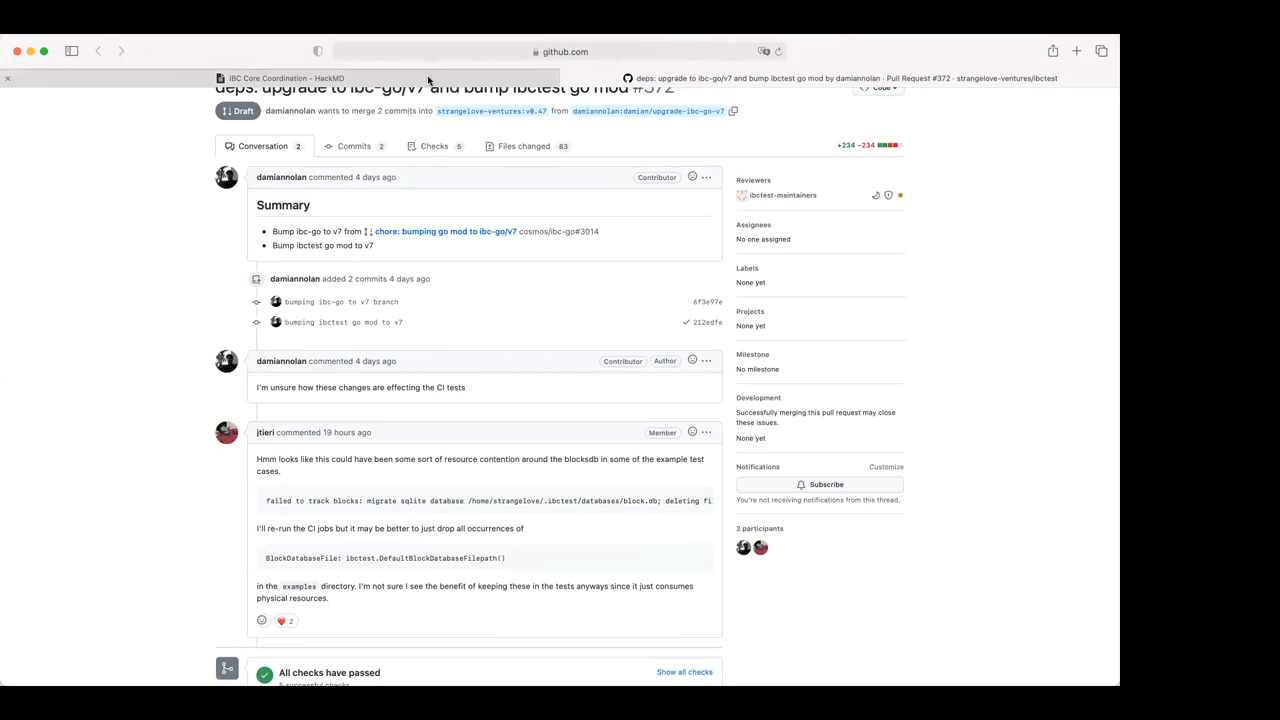 github.com
IBC Core Coordination - HackMD
deps: upgrade to ibc-go/v7 and bump ibctest go mod by damiannolan · Pull Request #372 · strangelove-ventures/ibctest
deps: upgrade to ibc-go/v7 and bump ibctest go mod #372
Code
Draft
damiannolan wants to merge 2 commits into strangelove-ventures:v0.47 from damiannolan:damian/upgrade-ibc-go-v7
Conversation 2
Commits 2
Checks 5
Files changed 83
+234 −234
damiannolan commented 4 days ago
Contributor
Summary
Bump ibc-go to v7 from chore: bumping go mod to ibc-go/v7 cosmos/ibc-go#3014
Bump ibctest go mod to v7
damiannolan added 2 commits 4 days ago
bumping ibc-go to v7 branch
6f3e97e
bumping ibctest go mod to v7
212edfe
damiannolan commented 4 days ago
Contributor
Author
I'm unsure how these changes are effecting the CI tests
jtieri commented 19 hours ago
Member
Hmm looks like this could have been some sort of resource contention around the blocksdb in some of the example test
cases.
failed to track blocks: migrate sqlite database /home/strangelove/.ibctest/databases/block.db; deleting fi
I'll re-run the CI jobs but it may be better to just drop all occurrences of
BlockDatabaseFile: ibctest.DefaultBlockDatabaseFilepath()
in the examples directory. I'm not sure I see the benefit of keeping these in the tests anyways since it just consumes
physical resources.
2
All checks have passed
5 successful checks
Show all checks
Reviewers
ibctest-maintainers
Assignees
No one assigned
Labels
None yet
Projects
None yet
Milestone
No milestone
Development
Successfully merging this pull request may close
these issues.
None yet
Notifications
Customize
Subscribe
You're not receiving notifications from this thread.
2 participants